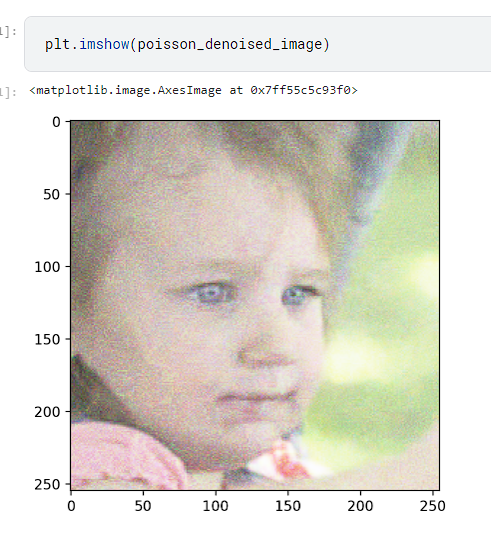 1]:
plt.imshow(poisson_denoised_image)
1]:
<matplotlib.image.AxesImage at 0x7ff55c5c93f0>
0
50
100
150
200
250
0 50 100 150 200 250